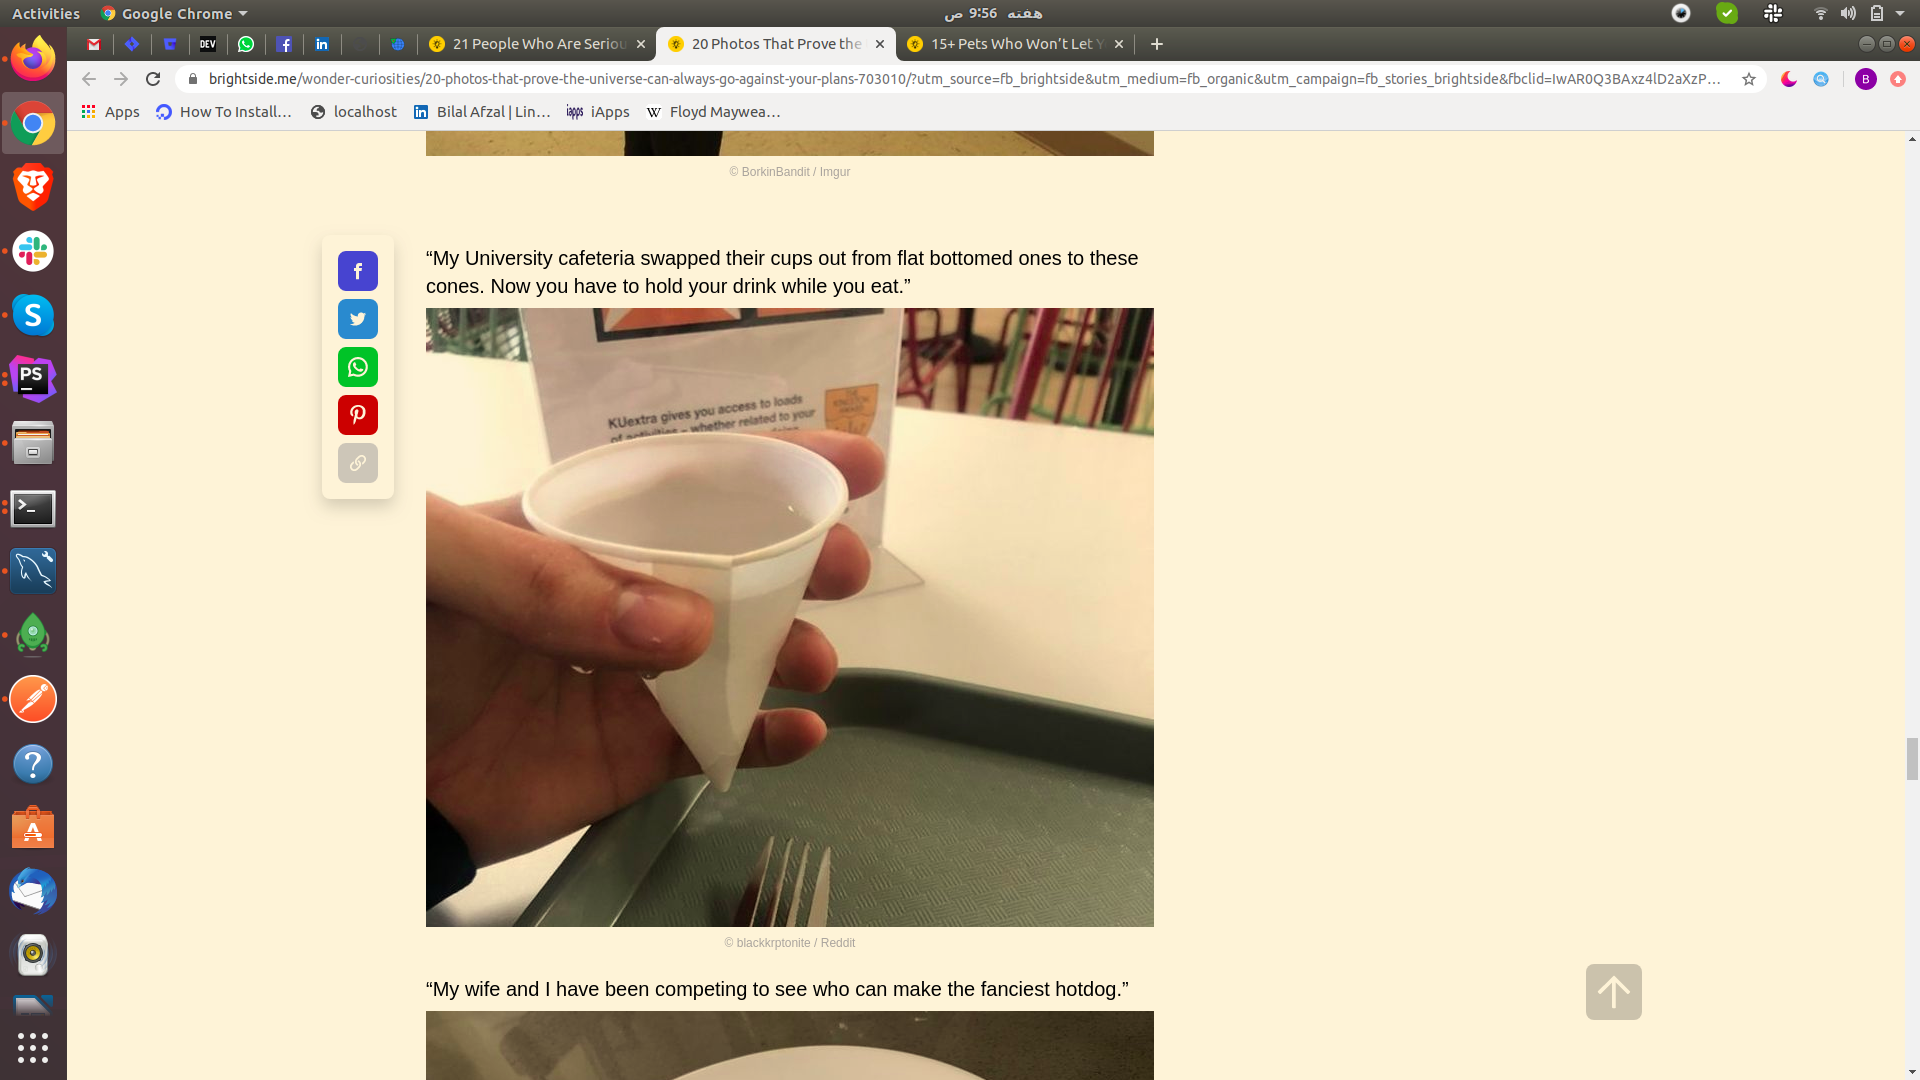 Activities
Google Chrome
هفته 9:56 ص
21 People Who Are Seriou
20 Photos That Prove the
15+ Pets Who Won't Let Y
DEV
brightside.me/wonder-curiosities/20-photos-that-prove-the-universe-can-always-go-against-your-plans-703010/?utm_source=fb_brightside&utm_medium=fb_organic&utm_campaign=fb_stories_brightside&fbclid=IwAR0Q3BAxz4lD2aXzP…
B
Apps
How To Install…
localhost
Bilal Afzal | Lin…
iApps
Floyd Maywea…
© BorkinBandit / Imgur
“My University cafeteria swapped their cups out from flat bottomed ones to these
cones. Now you have to hold your drink while you eat.”
KUextra gives you access to loads
of activities – whether related to your
© blackkrptonite / Reddit
“My wife and I have been competing to see who can make the fanciest hotdog.”
PS